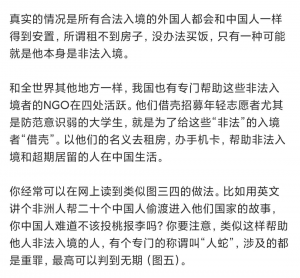 真实的情况是所有合法入境的外国人都会和中国人一样
得到安置，所谓租不到房子，没办法买饭，只有一种可能
就是他本身是非法入境。
和全世界其他地方一样，我国也有专门帮助这些非法入
境者的NGO在四处活跃。他们借壳招募年轻志愿者尤其
是防范意识弱的大学生，就是为了给这些“非法”的入境
者“借壳”。以他们的名义去租房，办手机卡，帮助非法入
境和超期居留的人在中国生活。
你经常可以在网上读到类似图三四的做法。比如用英文
讲个非洲人帮二十个中国人偷渡进入他们国家的故事，
你中国人难道不该投桃报李吗？你要注意，类似这样帮助
他人非法入境的人，有个专门的称谓叫“人蛇”，涉及的都
是重罪，最高可以判到无期（图五）。